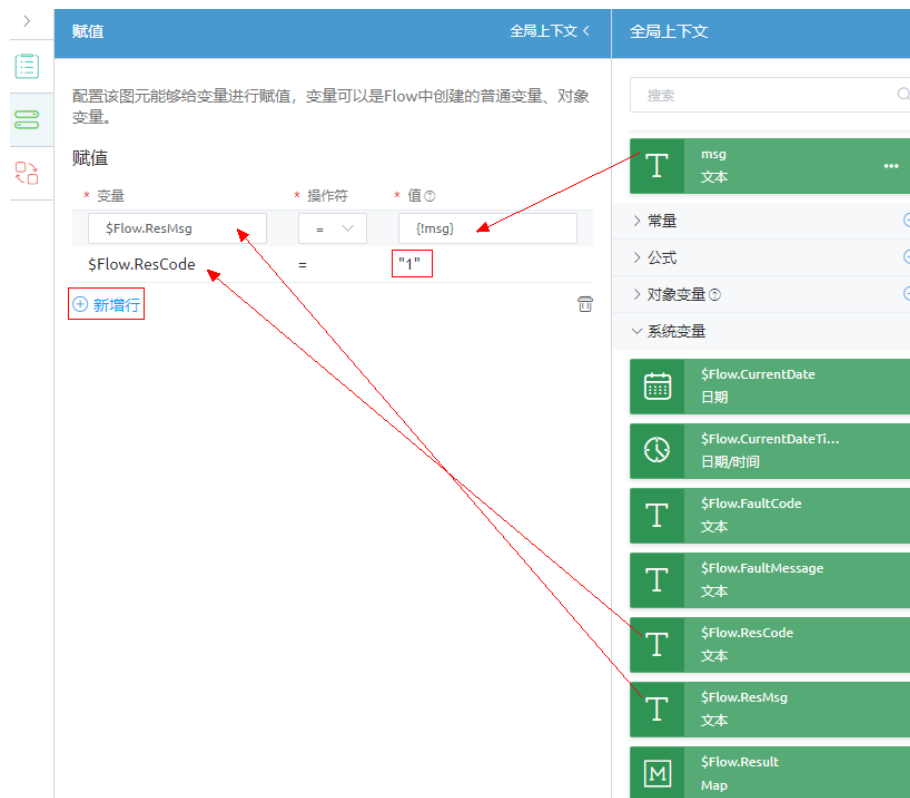 赋值
全局上下文
配置该图元能够给变量进行赋值，变量可以是Flow中创建的普通变量、对象
变量。
赋值
* 变量 * 操作符 * 值
$Flow.ResMsg = {!msg}
$Flow.ResCode = "1"
新增行
全局上下文
搜索
msg
文本
常量
公式
对象变量
系统变量
$Flow.CurrentDate
日期
$Flow.CurrentDateTi...
日期/时间
$Flow.FaultCode
文本
$Flow.FaultMessage
文本
$Flow.ResCode
文本
$Flow.ResMsg
文本
$Flow.Result
Map